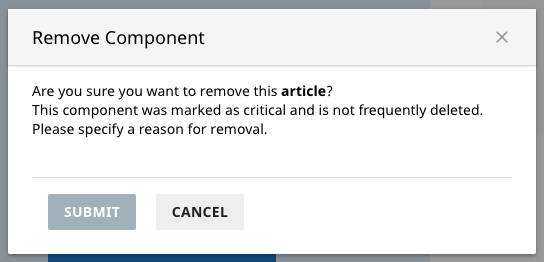 Remove Component
Are you sure you want to remove this article?
This component was marked as critical and is not frequently deleted.
Please specify a reason for removal.
SUBMIT
CANCEL